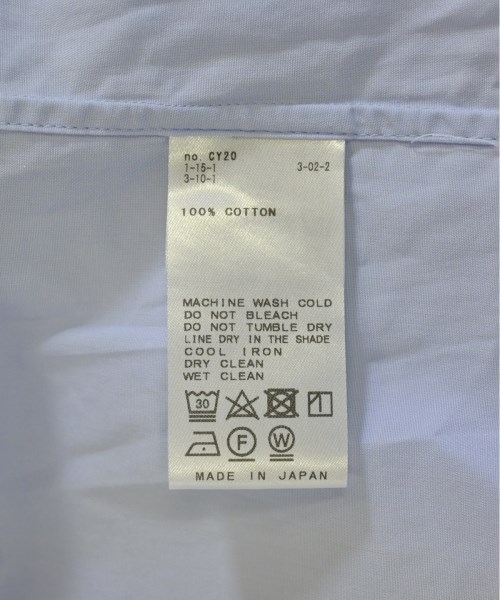 no. CY20
1-15-1 3-02-2
3-10-1
100% COTTON
MACHINE WASH COLD
DO NOT BLEACH
DO NOT TUMBLE DRY
LINE DRY IN THE SHADE
COOL IRON
DRY CLEAN
WET CLEAN
30
F W
MADE IN JAPAN